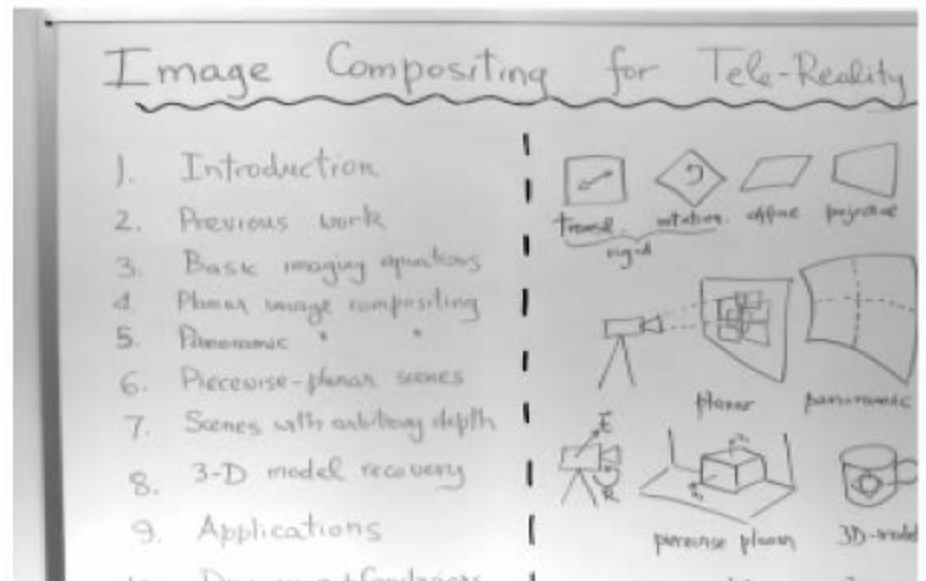 Image Compositing for Tele-Reality
1. Introduction
2. Previous work
3. Basic imaging equations
4. Planar image compositing
5. Panoramic " "
6. Piecewise-planar scenes
7. Scenes with arbitrary depth
8. 3-D model recovery
9. Applications
transl. rotation affine projective
rigid
planar panoramic
t
R
piecewise planar 3D-model